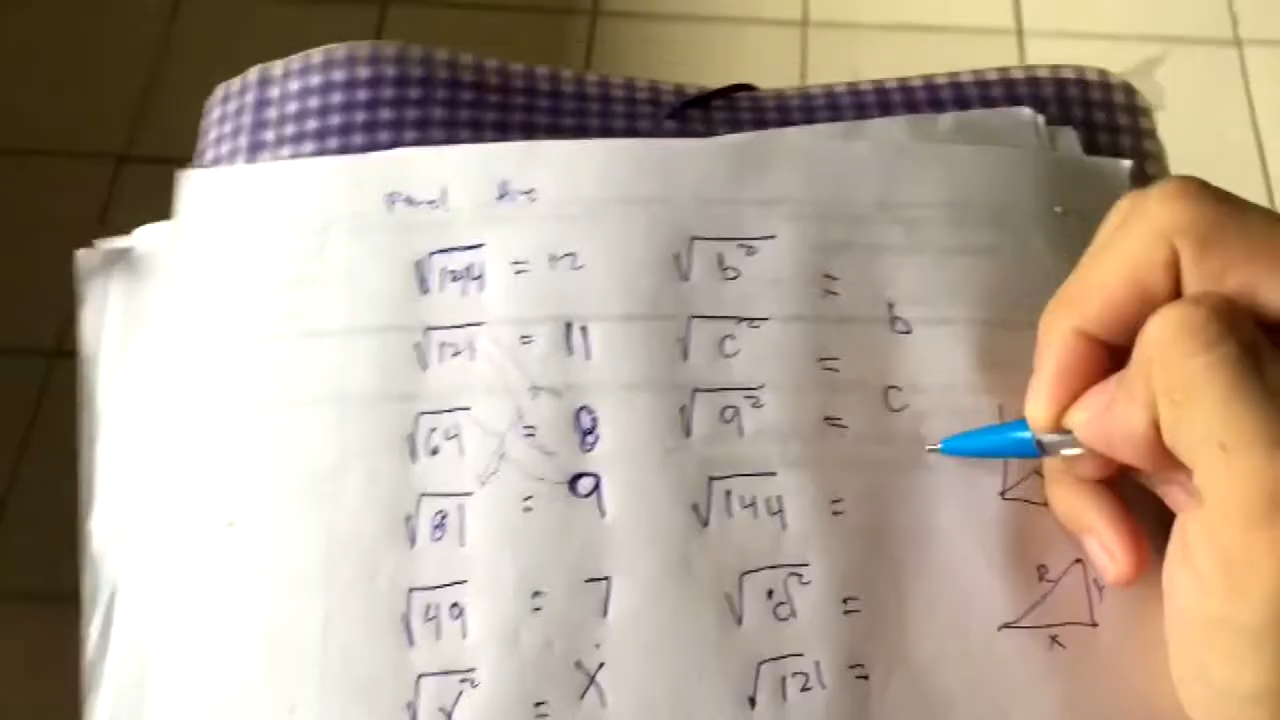 √144 = 12
√121 = 11
√64 = 8
√81 = 9
√49 = 7
√x² = x
√b² = b
√c² = c
√9² =
√144 =
√d² =
√121 =
R
x